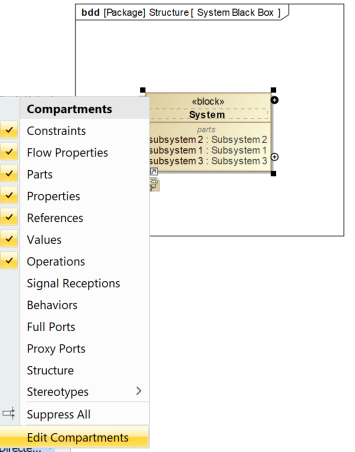 bdd [Package] Structure [ System Black Box ]
«block»
System
parts
subsystem 2 : Subsystem 2
subsystem 1 : Subsystem 1
subsystem 3 : Subsystem 3
Compartments
Constraints
Flow Properties
Parts
Properties
References
Values
Operations
Signal Receptions
Behaviors
Full Ports
Proxy Ports
Structure
Stereotypes
Suppress All
Edit Compartments